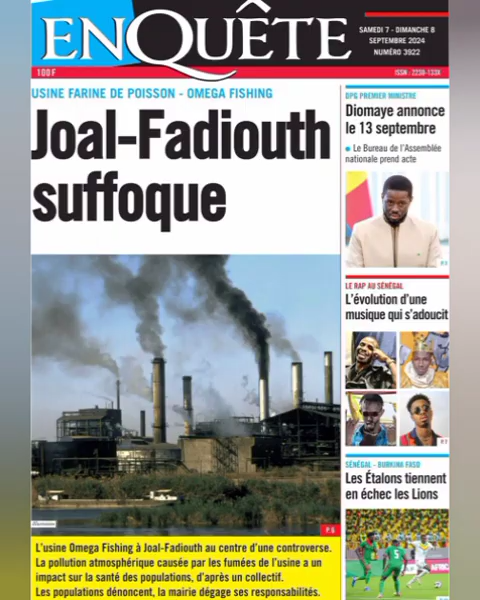 ENQUÊTE
SAMEDI 7 - DIMANCHE 8
SEPTEMBRE 2024
NUMÉRO 3922
100 F
ISSN : 2230-133X
USINE FARINE DE POISSON - OMEGA FISHING
Joal-Fadiouth
suffoque
P.6
L'usine Omega Fishing à Joal-Fadiouth au centre d'une controverse.
La pollution atmosphérique causée par les fumées de l'usine a un
impact sur la santé des populations, d'après un collectif.
Les populations dénoncent, la mairie dégage ses responsabilités.
DPG PREMIER MINISTRE
Diomaye annonce
le 13 septembre
Le Bureau de l'Assemblée
nationale prend acte
LE RAP AU SÉNÉGAL
L'évolution d'une
musique qui s'adoucit
SÉNÉGAL - BURKINA FASO
Les Étalons tiennent
en échec les Lions